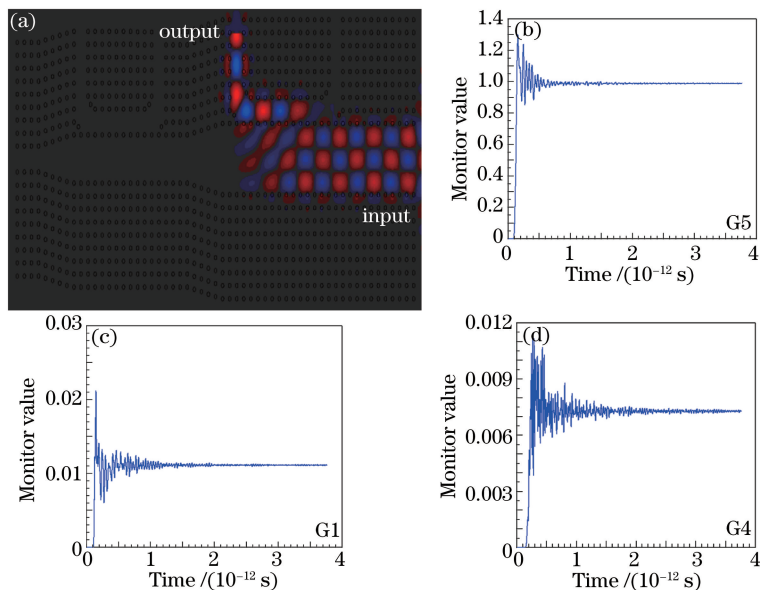 (a)
output
input
(b)
Monitor value
1.4
1.2
1.0
0.8
0.6
0.4
0.2
0
0 1 2 3 4
Time /(10⁻¹² s)
G5
(c)
Monitor value
0.03
0.02
0.01
0
0 1 2 3 4
Time /(10⁻¹² s)
G1
(d)
Monitor value
0.012
0.009
0.006
0.003
0
0 1 2 3 4
Time /(10⁻¹² s)
G4